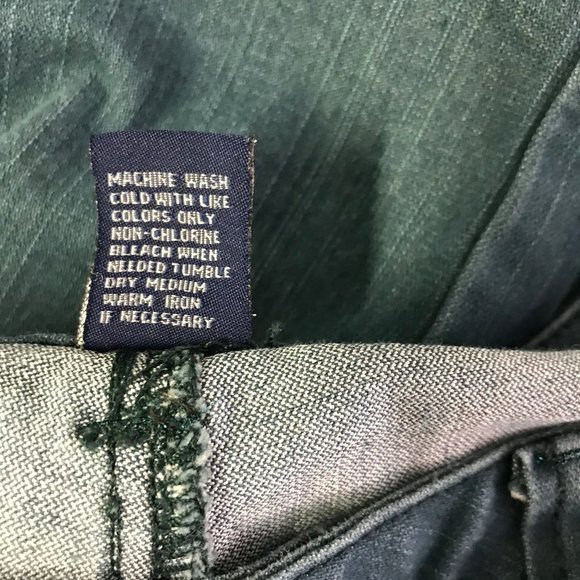 MACHINE WASH
COLD WITH LIKE
COLORS ONLY
NON-CHLORINE
BLEACH WHEN
NEEDED TUMBLE
DRY MEDIUM
WARM IRON
IF NECESSARY